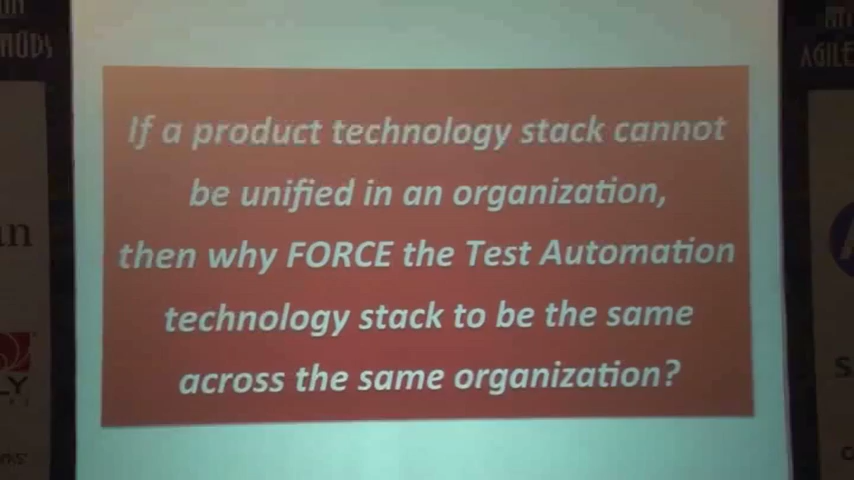 If a product technology stack cannot
be unified in an organization,
then why FORCE the Test Automation
technology stack to be the same
across the same organization?
AGILE